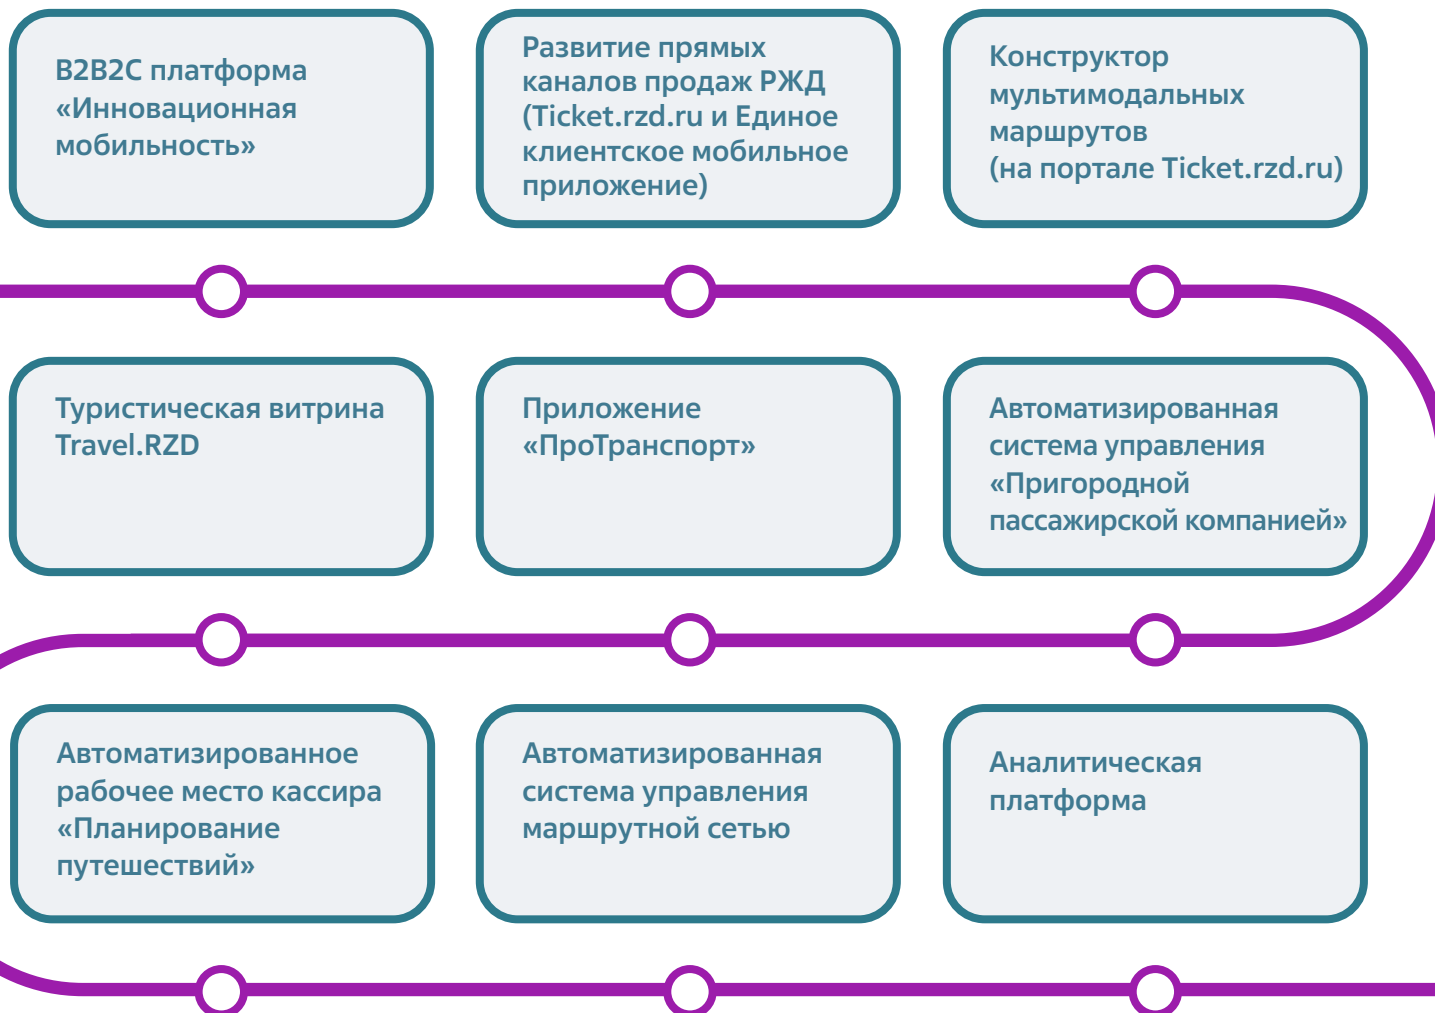 B2B2C платформа
«Инновационная
мобильность»
Развитие прямых
каналов продаж РЖД
(Ticket.rzd.ru и Единое
клиентское мобильное
приложение)
Конструктор
мультимодальных
маршрутов
(на портале Ticket.rzd.ru)
Туристическая витрина
Travel.RZD
Приложение
«ПроТранспорт»
Автоматизированная
система управления
«Пригородной
пассажирской компанией»
Автоматизированное
рабочее место кассира
«Планирование
путешествий»
Автоматизированная
система управления
маршрутной сетью
Аналитическая
платформа